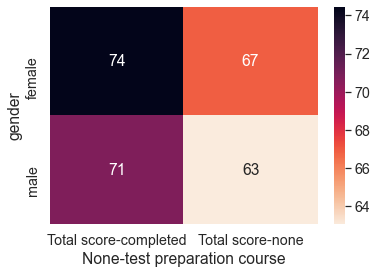 74 67
71 63
gender
female
male
Total score-completed Total score-none
None-test preparation course
74
72
70
68
66
64